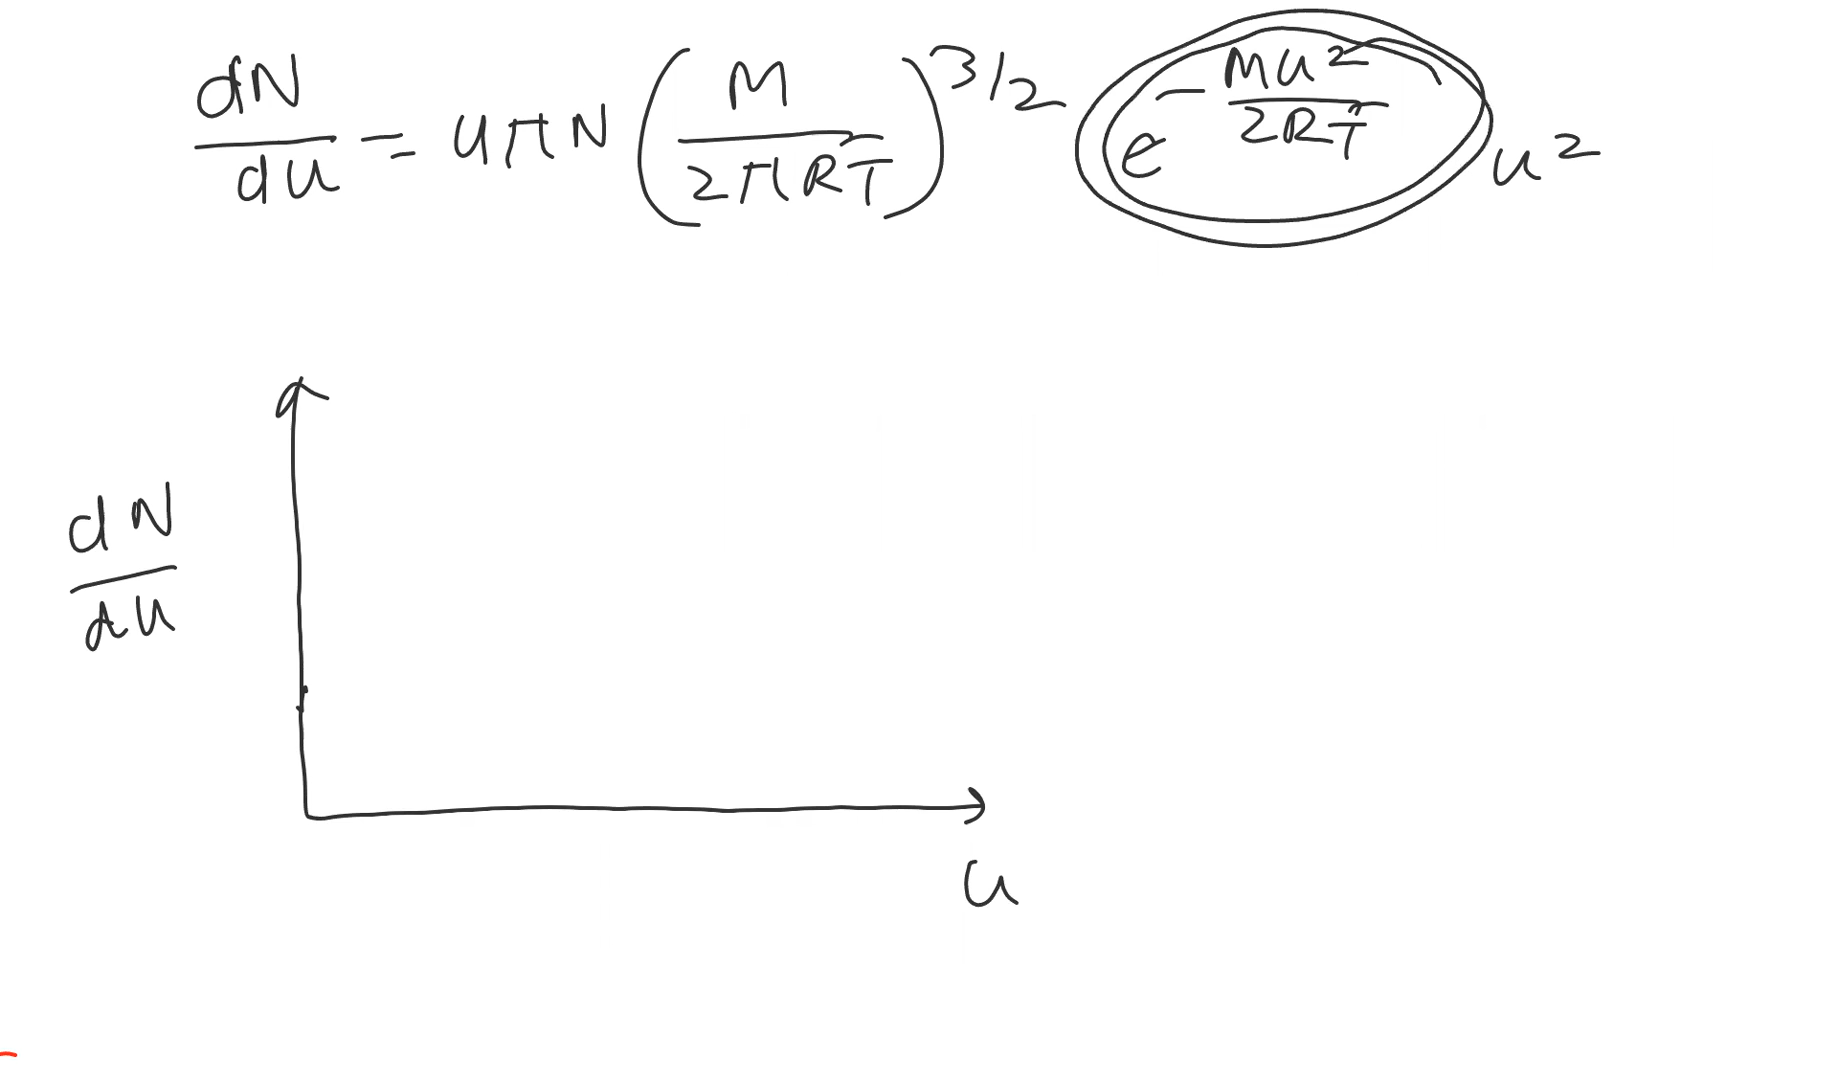 dN/du = 4πN (M/2πRT)^3/2 e^-Mu²/2RT u²
dN/du
u